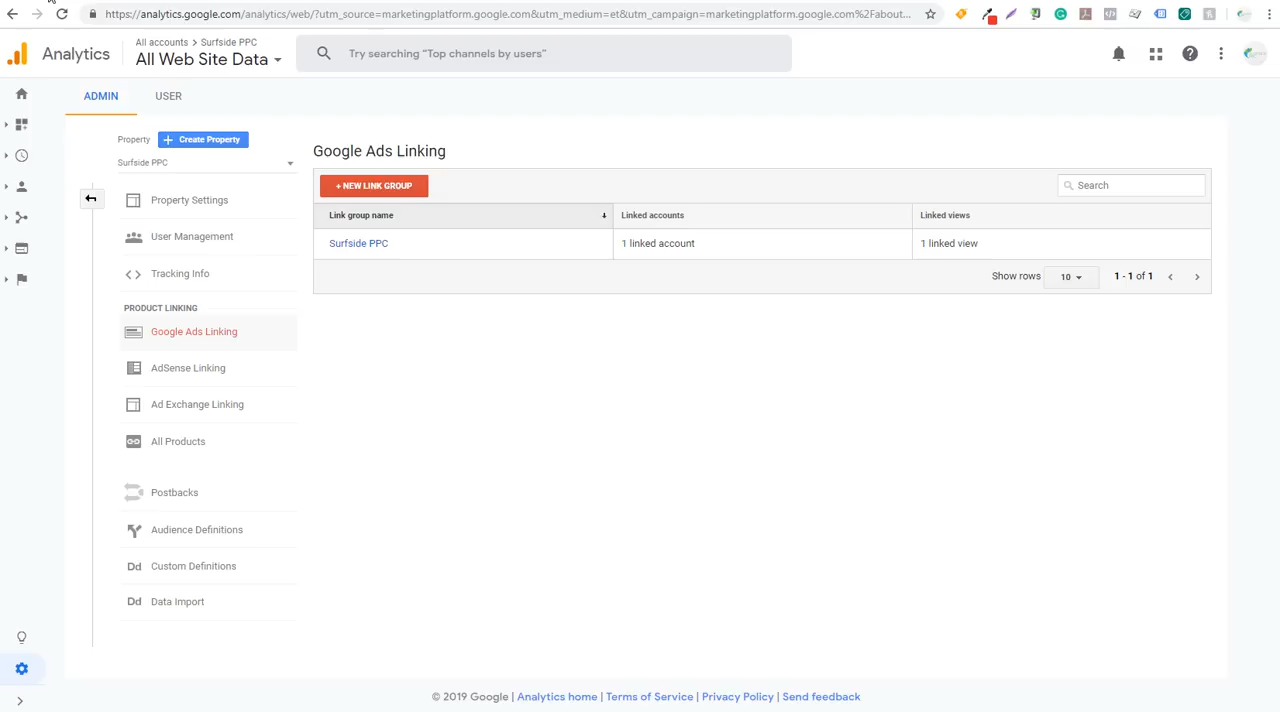 https://analytics.google.com/analytics/web/?utm_source=marketingplatform.google.com&utm_medium=et&utm_campaign=marketingplatform.google.com%2Fabout...
Analytics
All accounts > Surfside PPC
All Web Site Data
Try searching “Top channels by users”
ADMIN
USER
Property
+ Create Property
Surfside PPC
Property Settings
User Management
Tracking Info
PRODUCT LINKING
Google Ads Linking
AdSense Linking
Ad Exchange Linking
All Products
Postbacks
Audience Definitions
Dd Custom Definitions
Dd Data Import
Google Ads Linking
+ NEW LINK GROUP
Search
Link group name
Linked accounts
Linked views
Surfside PPC
1 linked account
1 linked view
Show rows 10 1 - 1 of 1
© 2019 Google | Analytics home | Terms of Service | Privacy Policy | Send feedback